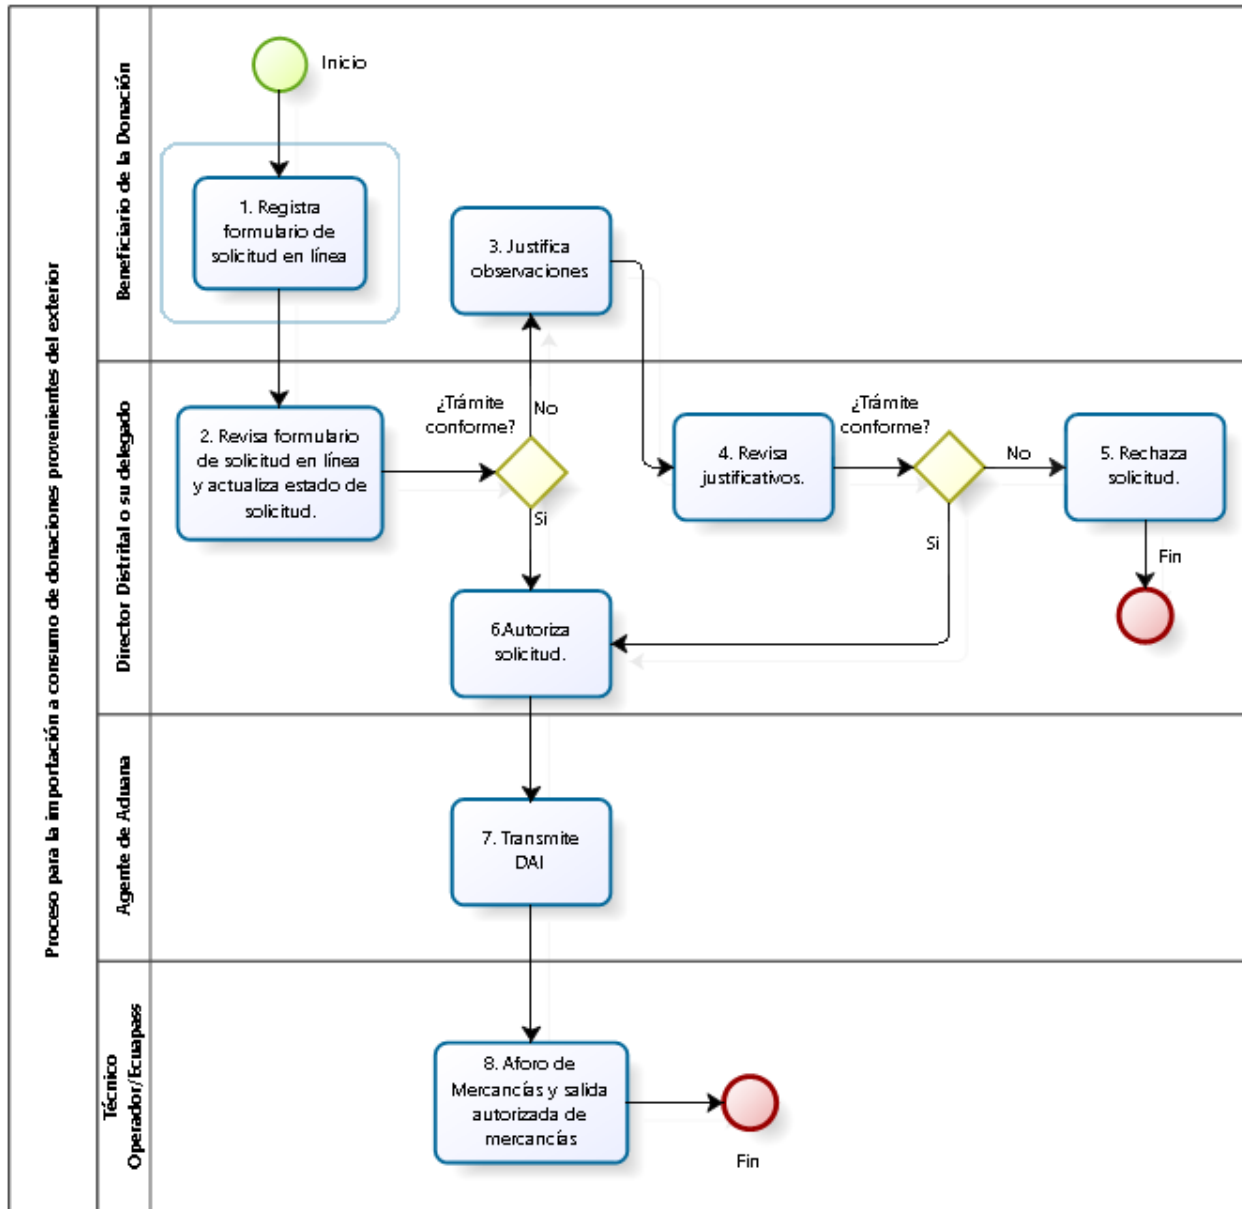 Proceso para la importación a consumo de donaciones provenientes del exterior
Beneficiario de la Donación
Inicio
1. Registra
formulario de
solicitud en línea
3. Justifica
observaciones
Director Distrital o su delegado
2. Revisa formulario
de solicitud en línea
y actualiza estado de
solicitud.
¿Trámite
conforme?
No
Si
4. Revisa
justificativos.
¿Trámite
conforme?
No
Si
5. Rechaza
solicitud.
Fin
6.Autoriza
solicitud.
Agente de Aduana
7. Transmite
DAI
Técnico
Operador/Ecuapass
8. Aforo de
Mercancías y salida
autorizada de
mercancías
Fin